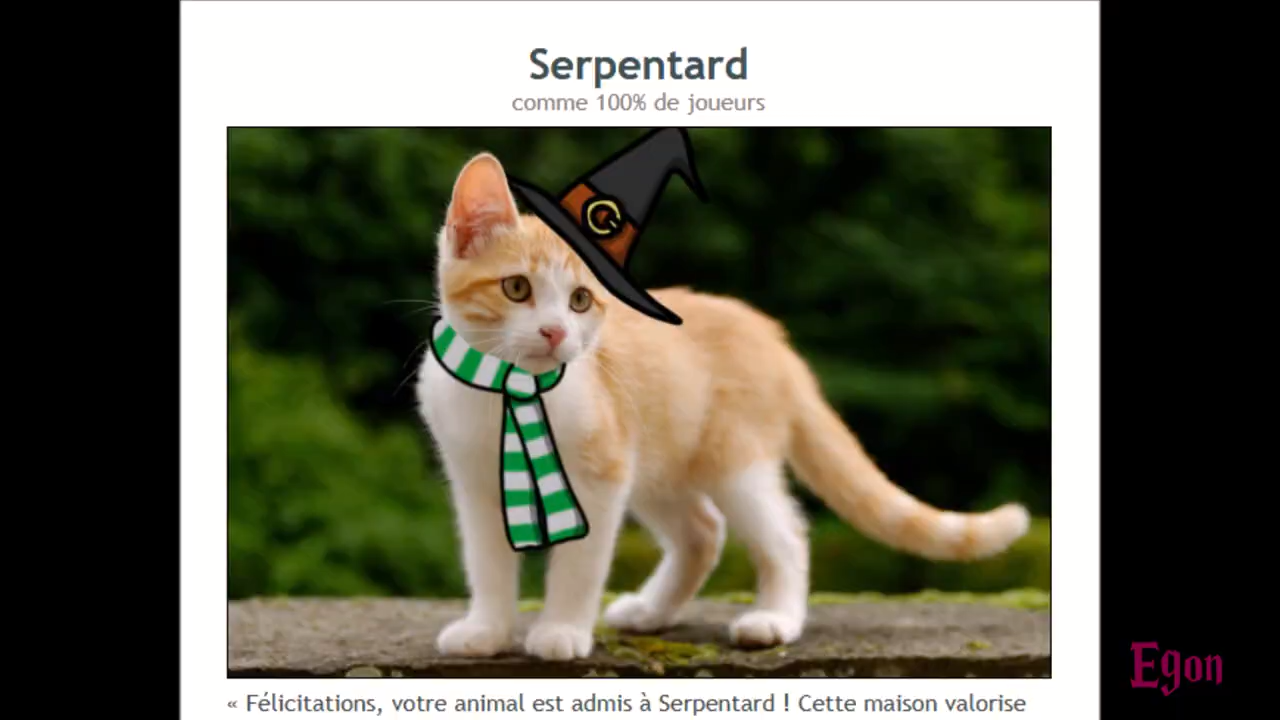 Serpentard
comme 100% de joueurs
« Félicitations, votre animal est admis à Serpentard ! Cette maison valorise
Egon